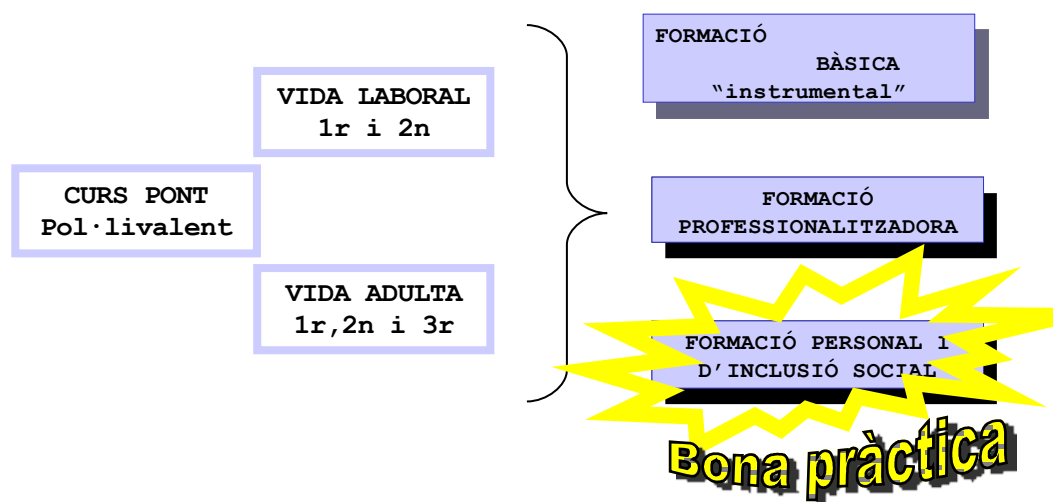 CURS PONT
Pol·livalent
VIDA LABORAL
1r i 2n
VIDA ADULTA
1r,2n i 3r
FORMACIÓ
BÀSICA
“instrumental”
FORMACIÓ
PROFESSIONALITZADORA
FORMACIÓ PERSONAL I
D’INCLUSIÓ SOCIAL
Bona pràctica